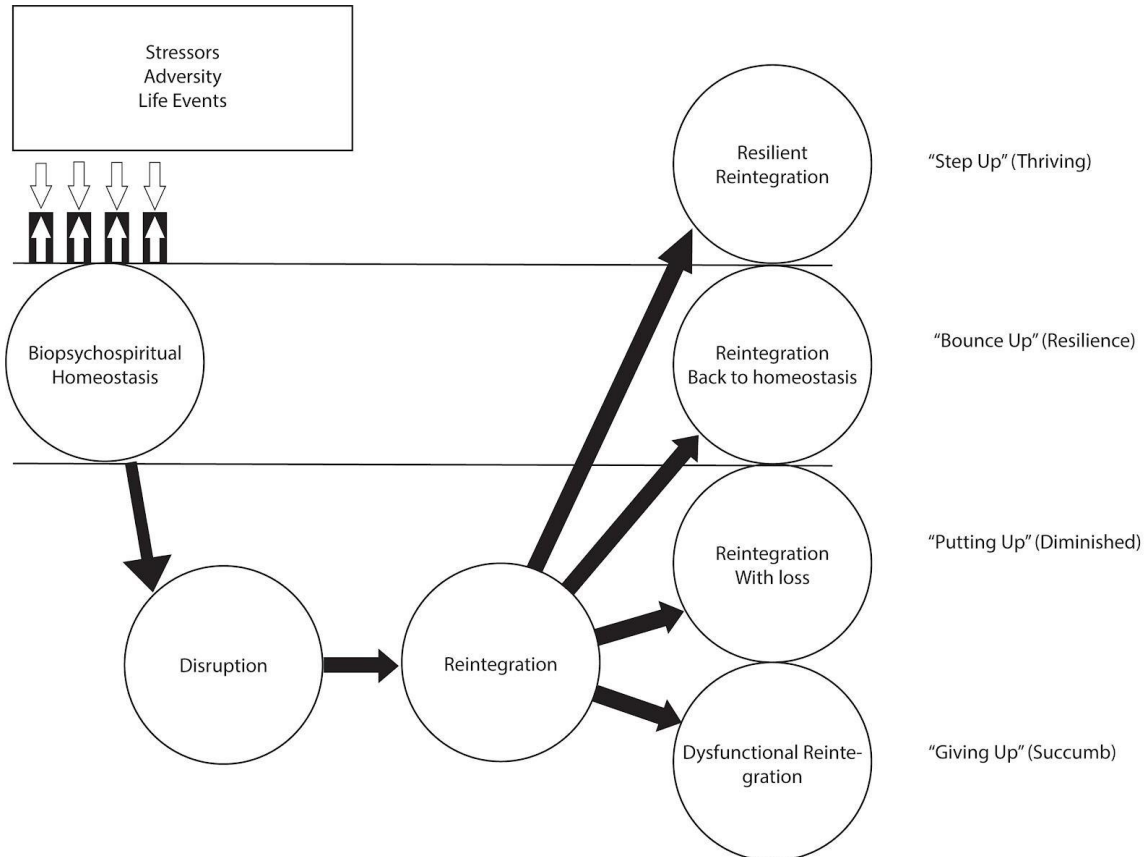 Stressors
Adversity
Life Events
Resilient
Reintegration
“Step Up” (Thriving)
Biopsychospiritual
Homeostasis
Reintegration
Back to homeostasis
“Bounce Up” (Resilience)
Reintegration
With loss
“Putting Up” (Diminished)
Disruption
Reintegration
Dysfunctional Reinte-
gration
“Giving Up” (Succumb)